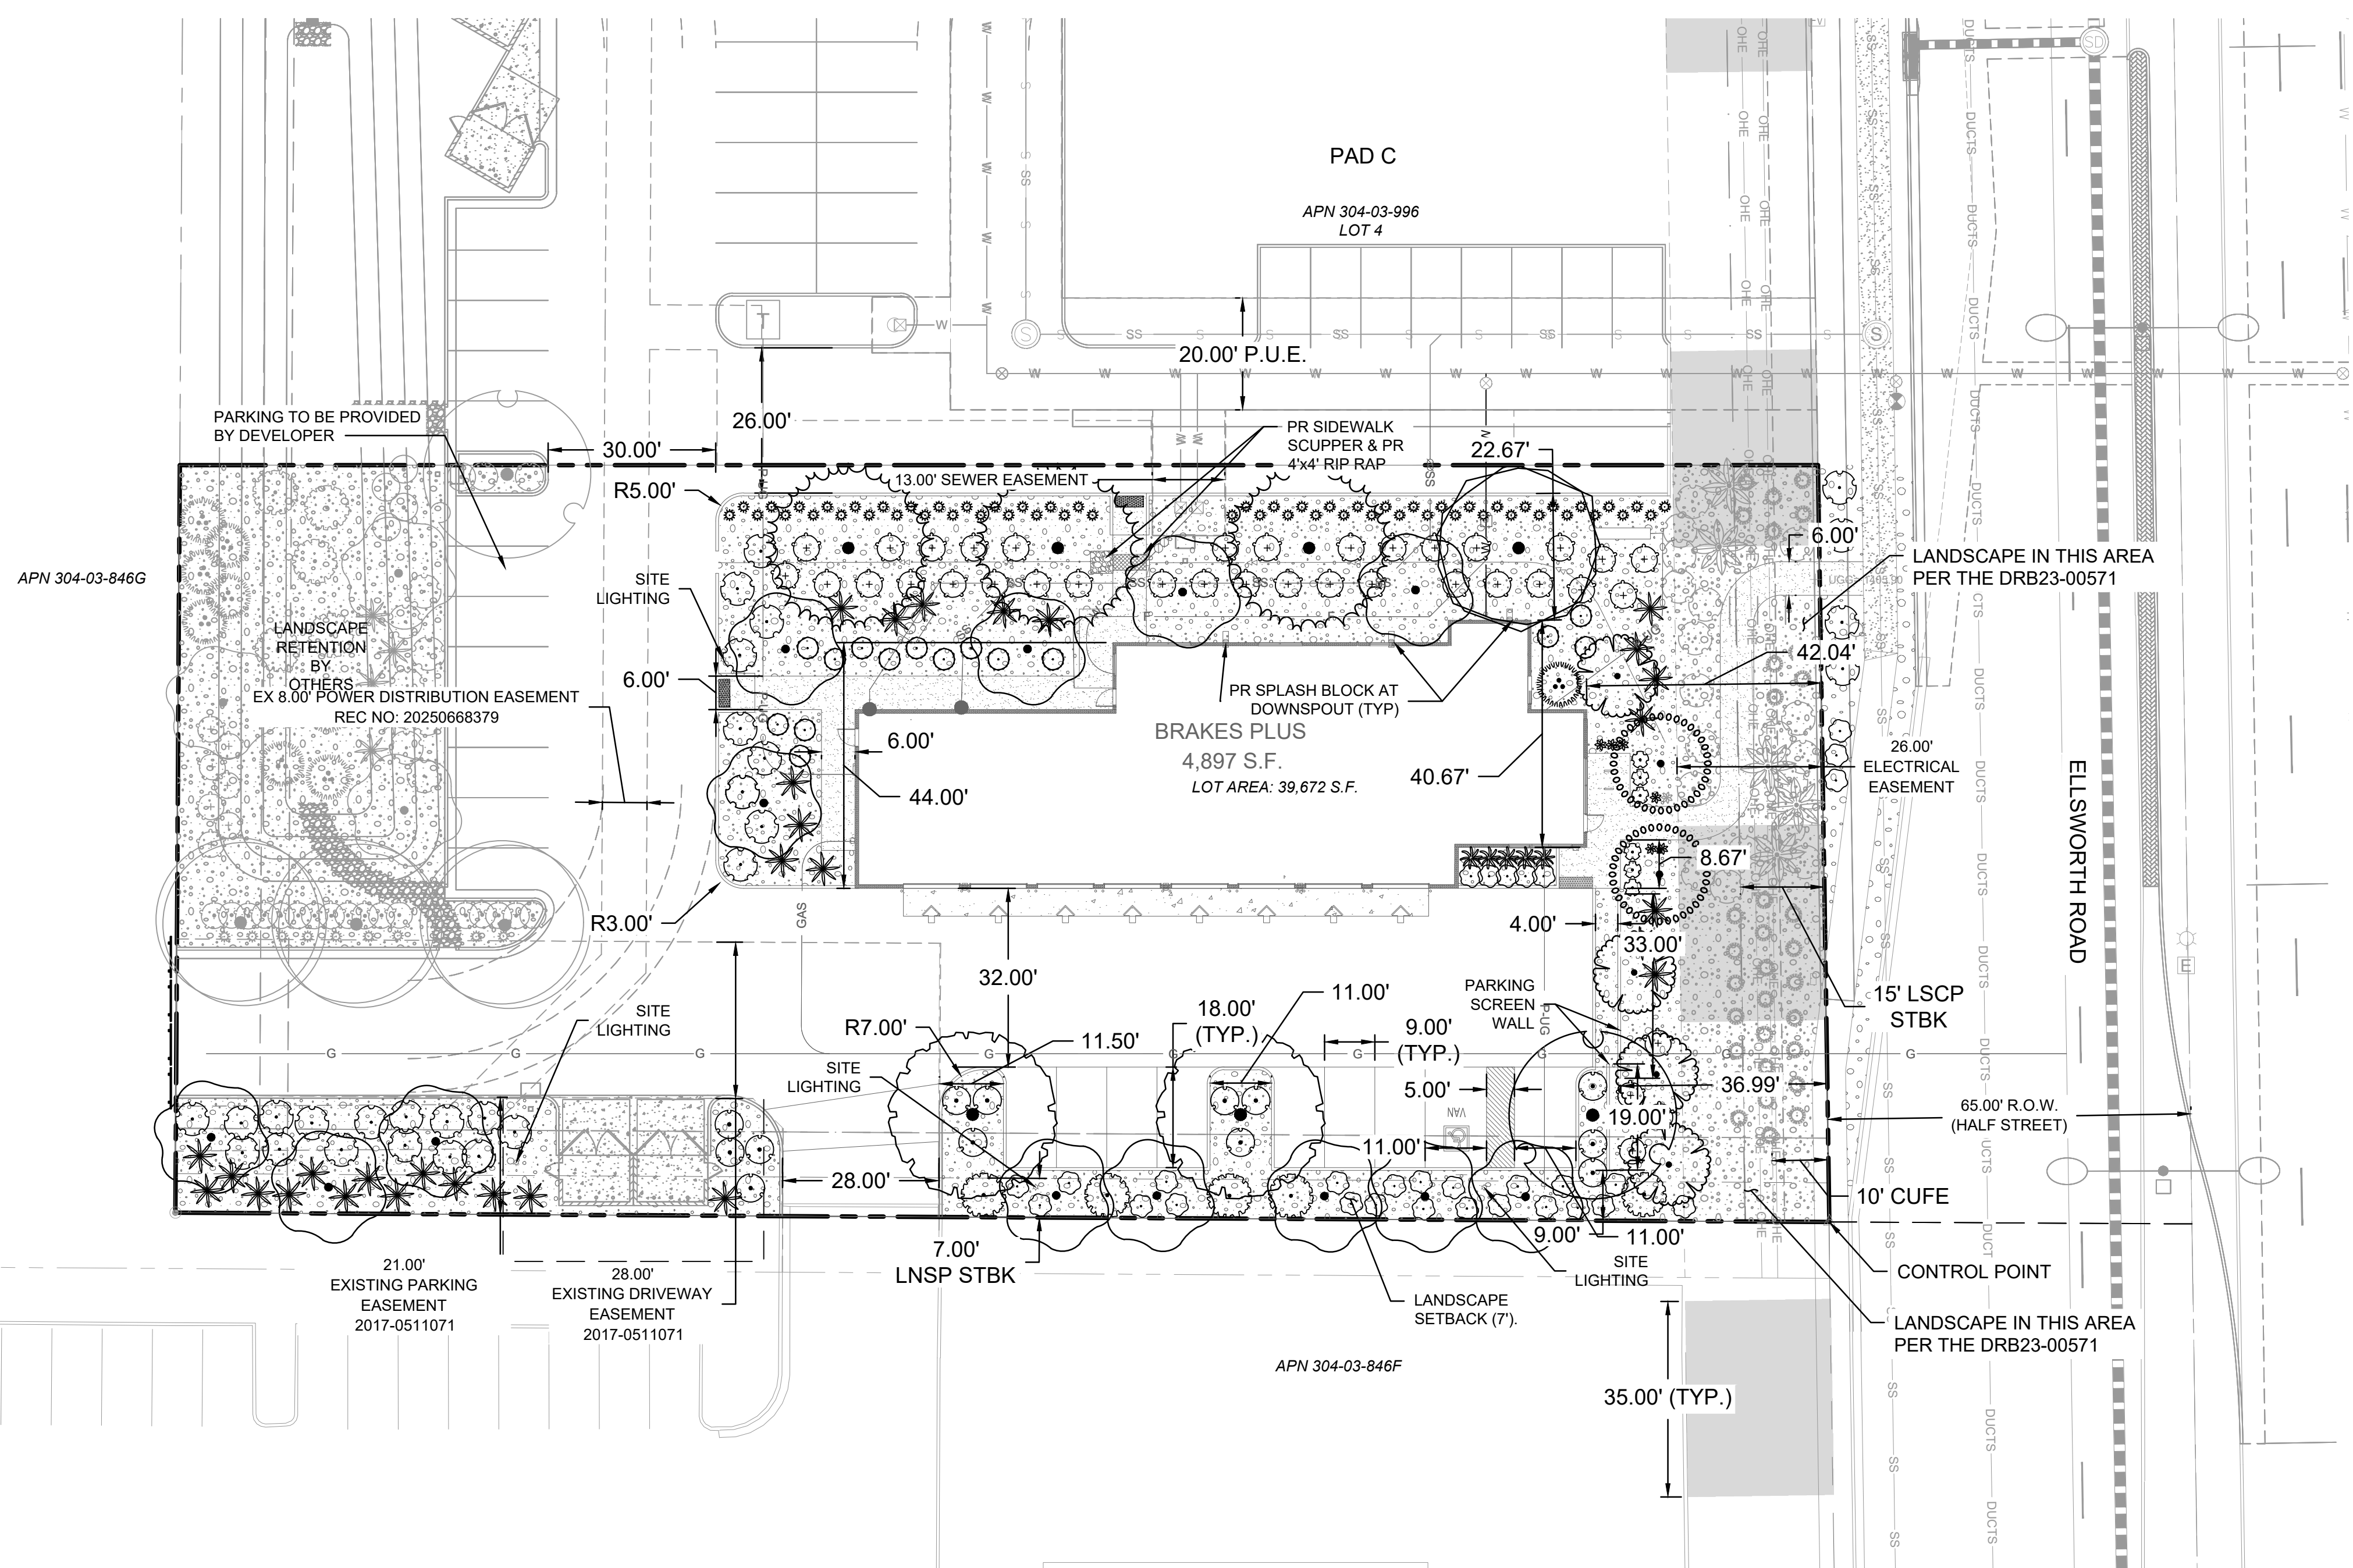 PAD C
APN 304-03-996
LOT 4
20.00' P.U.E.
26.00'
PARKING TO BE PROVIDED
BY DEVELOPER
30.00'
PR SIDEWALK
SCUPPER & PR
4'x4' RIP RAP
22.67'
R5.00'
13.00' SEWER EASEMENT
6.00'
LANDSCAPE IN THIS AREA
PER THE DRB23-00571
APN 304-03-846G
SITE
LIGHTING
LANDSCAPE
RETENTION
BY
OTHERS
42.04'
EX 8.00' POWER DISTRIBUTION EASEMENT
REC NO: 20250668379
6.00'
PR SPLASH BLOCK AT
DOWNSPOUT (TYP)
BRAKES PLUS
4,897 S.F.
LOT AREA: 39,672 S.F.
6.00'
44.00'
40.67'
26.00'
ELECTRICAL
EASEMENT
ELLSWORTH ROAD
8.67'
R3.00'
GAS
4.00'
33.00'
32.00'
PARKING
SCREEN
WALL
15' LSCP
STBK
SITE
LIGHTING
R7.00'
11.50'
18.00'
(TYP.)
11.00'
9.00'
(TYP.)
SITE
LIGHTING
5.00'
36.99'
19.00'
65.00' R.O.W.
(HALF STREET)
VAN
11.00'
28.00'
10' CUFE
7.00'
LNSP STBK
9.00'
11.00'
SITE
LIGHTING
21.00'
EXISTING PARKING
EASEMENT
2017-0511071
28.00'
EXISTING DRIVEWAY
EASEMENT
2017-0511071
CONTROL POINT
LANDSCAPE
SETBACK (7').
LANDSCAPE IN THIS AREA
PER THE DRB23-00571
APN 304-03-846F
35.00' (TYP.)